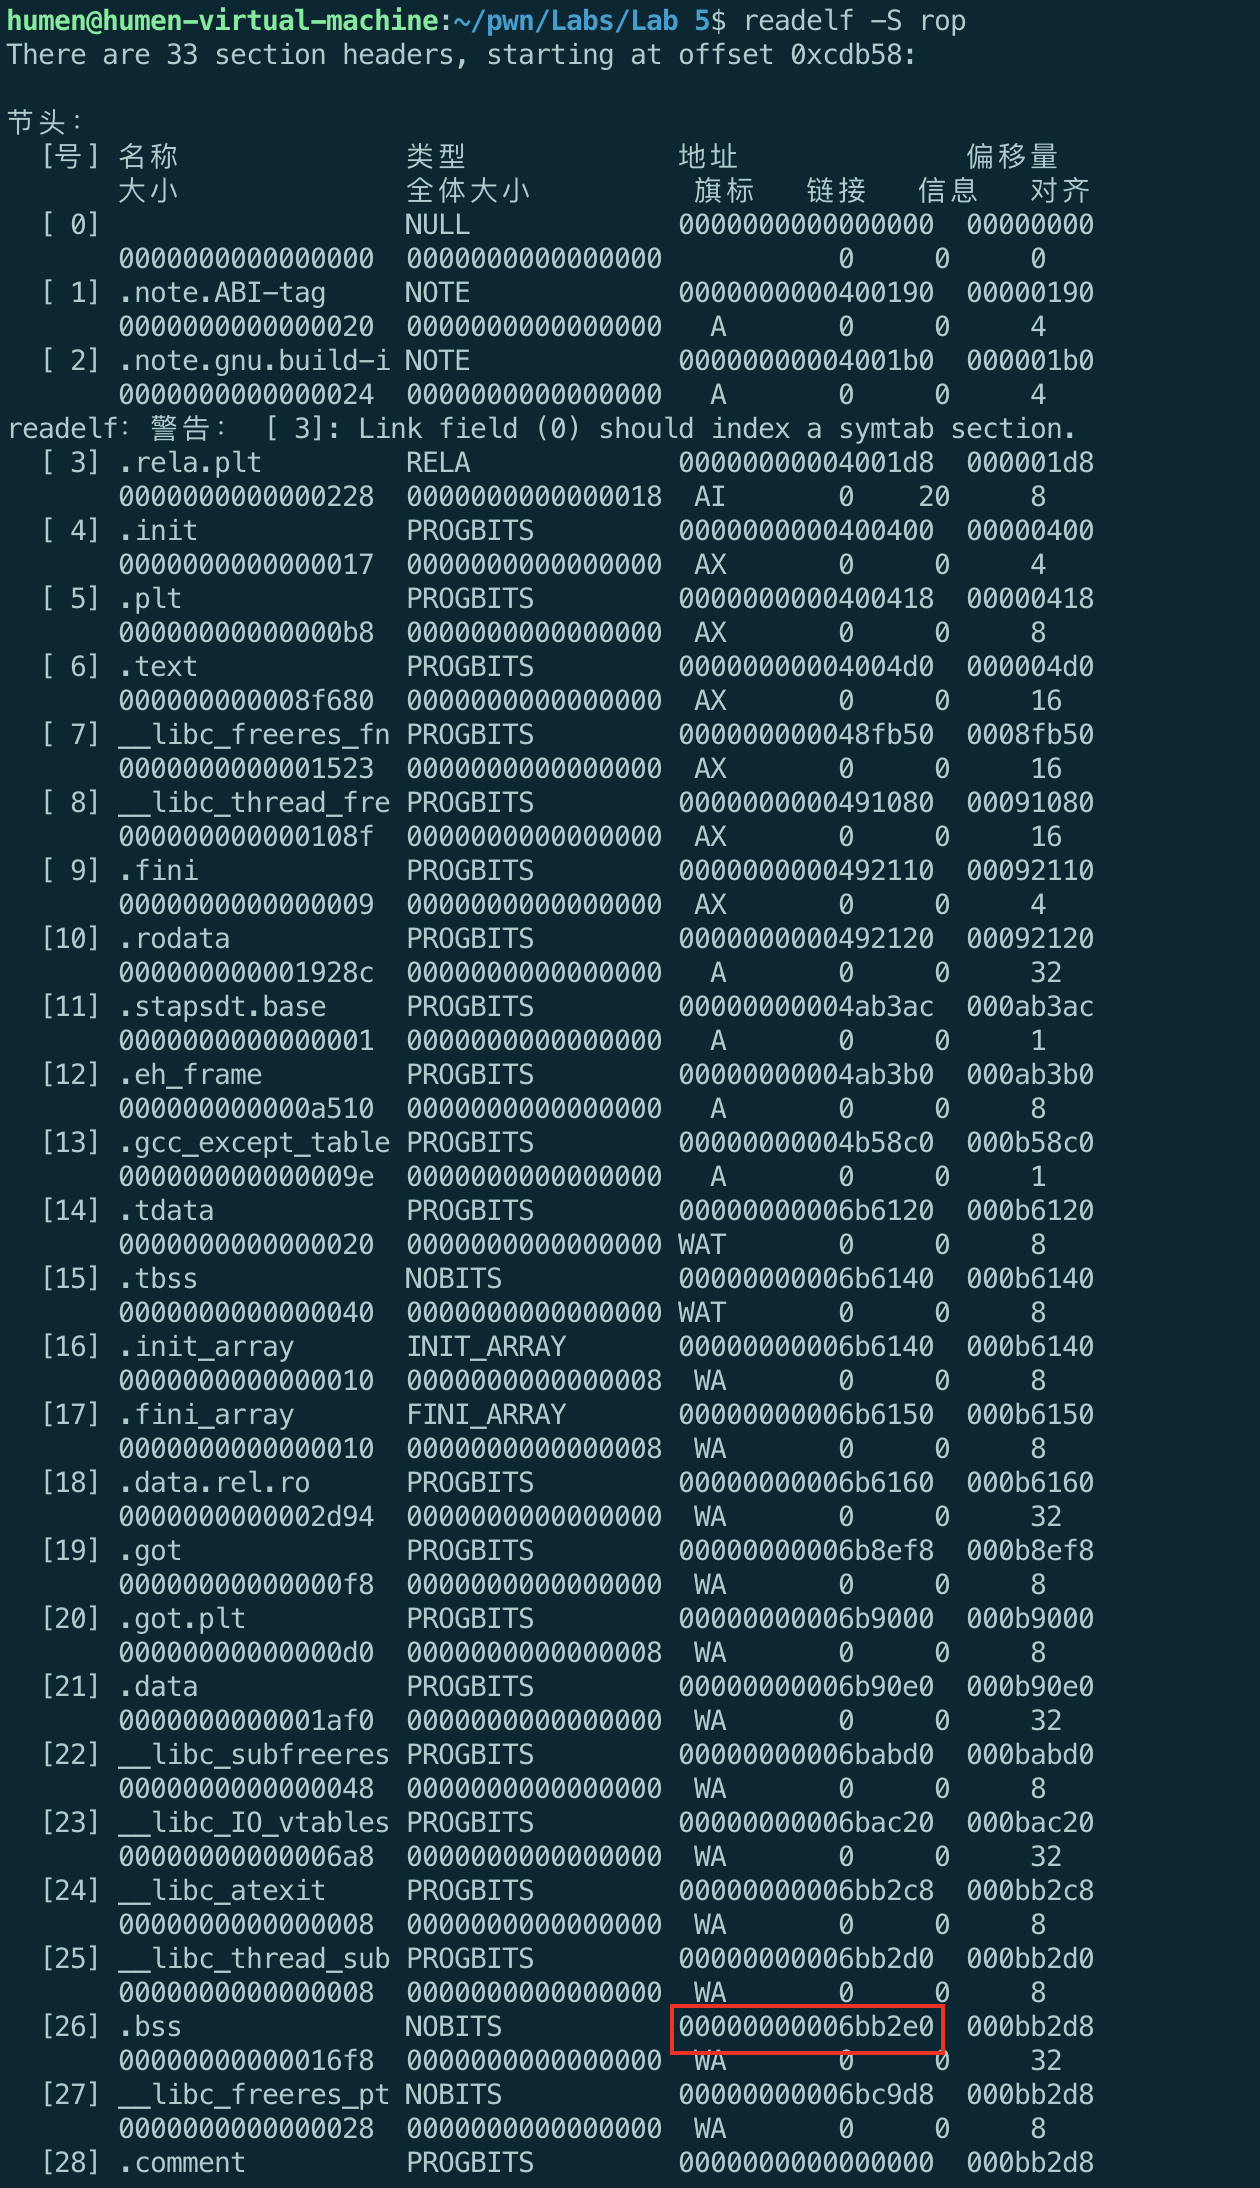 humen@humen-virtual-machine:~/pwn/Labs/Lab 5$ readelf -S rop
There are 33 section headers, starting at offset 0xcdb58:
节头：
[号] 名称 类型 地址 偏移量
大小 全体大小 旗标 链接 信息 对齐
[ 0] NULL 0000000000000000 00000000
0000000000000000 0000000000000000 0 0 0
[ 1] .note.ABI-tag NOTE 0000000000400190 00000190
0000000000000020 0000000000000000 A 0 0 4
[ 2] .note.gnu.build-i NOTE 00000000004001b0 000001b0
0000000000000024 0000000000000000 A 0 0 4
readelf：警告： [ 3]: Link field (0) should index a symtab section.
[ 3] .rela.plt RELA 00000000004001d8 000001d8
0000000000000228 0000000000000018 AI 0 20 8
[ 4] .init PROGBITS 0000000000400400 00000400
0000000000000017 0000000000000000 AX 0 0 4
[ 5] .plt PROGBITS 0000000000400418 00000418
00000000000000b8 0000000000000000 AX 0 0 8
[ 6] .text PROGBITS 00000000004004d0 000004d0
000000000008f680 0000000000000000 AX 0 0 16
[ 7] __libc_freeres_fn PROGBITS 000000000048fb50 0008fb50
0000000000001523 0000000000000000 AX 0 0 16
[ 8] __libc_thread_fre PROGBITS 0000000000491080 00091080
000000000000108f 0000000000000000 AX 0 0 16
[ 9] .fini PROGBITS 0000000000492110 00092110
0000000000000009 0000000000000000 AX 0 0 4
[10] .rodata PROGBITS 0000000000492120 00092120
000000000001928c 0000000000000000 A 0 0 32
[11] .stapsdt.base PROGBITS 00000000004ab3ac 000ab3ac
0000000000000001 0000000000000000 A 0 0 1
[12] .eh_frame PROGBITS 00000000004ab3b0 000ab3b0
000000000000a510 0000000000000000 A 0 0 8
[13] .gcc_except_table PROGBITS 00000000004b58c0 000b58c0
000000000000009e 0000000000000000 A 0 0 1
[14] .tdata PROGBITS 00000000006b6120 000b6120
0000000000000020 0000000000000000 WAT 0 0 8
[15] .tbss NOBITS 00000000006b6140 000b6140
0000000000000040 0000000000000000 WAT 0 0 8
[16] .init_array INIT_ARRAY 00000000006b6140 000b6140
0000000000000010 0000000000000008 WA 0 0 8
[17] .fini_array FINI_ARRAY 00000000006b6150 000b6150
0000000000000010 0000000000000008 WA 0 0 8
[18] .data.rel.ro PROGBITS 00000000006b6160 000b6160
0000000000002d94 0000000000000000 WA 0 0 32
[19] .got PROGBITS 00000000006b8ef8 000b8ef8
00000000000000f8 0000000000000000 WA 0 0 8
[20] .got.plt PROGBITS 00000000006b9000 000b9000
00000000000000d0 0000000000000008 WA 0 0 8
[21] .data PROGBITS 00000000006b90e0 000b90e0
0000000000001af0 0000000000000000 WA 0 0 32
[22] __libc_subfreeres PROGBITS 00000000006babd0 000babd0
0000000000000048 0000000000000000 WA 0 0 8
[23] __libc_IO_vtables PROGBITS 00000000006bac20 000bac20
00000000000006a8 0000000000000000 WA 0 0 32
[24] __libc_atexit PROGBITS 00000000006bb2c8 000bb2c8
0000000000000008 0000000000000000 WA 0 0 8
[25] __libc_thread_sub PROGBITS 00000000006bb2d0 000bb2d0
0000000000000008 0000000000000000 WA 0 0 8
[26] .bss NOBITS 00000000006bb2e0 000bb2d8
00000000000016f8 0000000000000000 WA 0 0 32
[27] __libc_freeres_pt NOBITS 00000000006bc9d8 000bb2d8
0000000000000028 0000000000000000 WA 0 0 8
[28] .comment PROGBITS 0000000000000000 000bb2d8